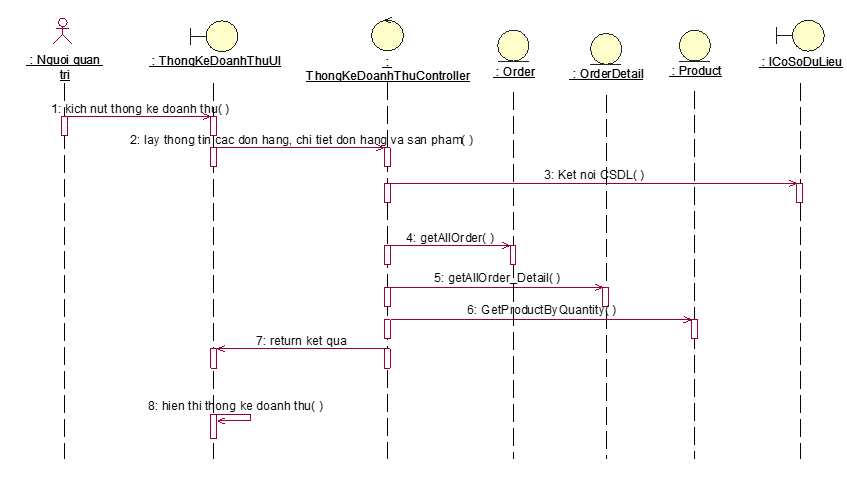 : Nguoi quan
tri
: ThongKeDoanhThuUI
:
ThongKeDoanhThuController
: Order
: OrderDetail
: Product
: ICoSoDuLieu
1: kich nut thong ke doanh thu( )
2: lay thong tin cac don hang, chi tiet don hang va san pham( )
3: Ket noi CSDL( )
4: getAllOrder( )
5: getAllOrder_Detail( )
6: GetProductByQuantity( )
7: return ket qua
8: hien thi thong ke doanh thu( )